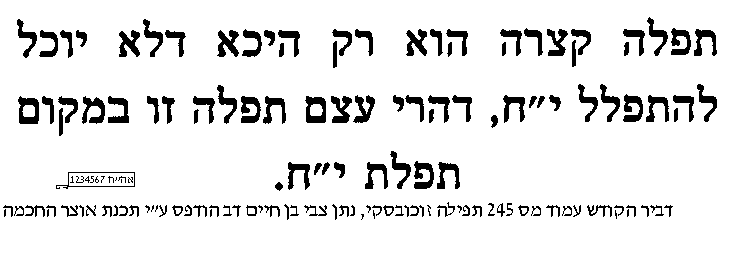 תפלה קצרה הוא רק היכא דלא יוכל
להתפלל י״ח, דהרי עצם תפלה זו במקום
תפלת י״ח.
אה״ח 1234567
דביר הקודש עמוד מס 245 תפילה זוכובסקי, נתן צבי בן חיים דב הודפס ע״י תכנת אוצר החכמה